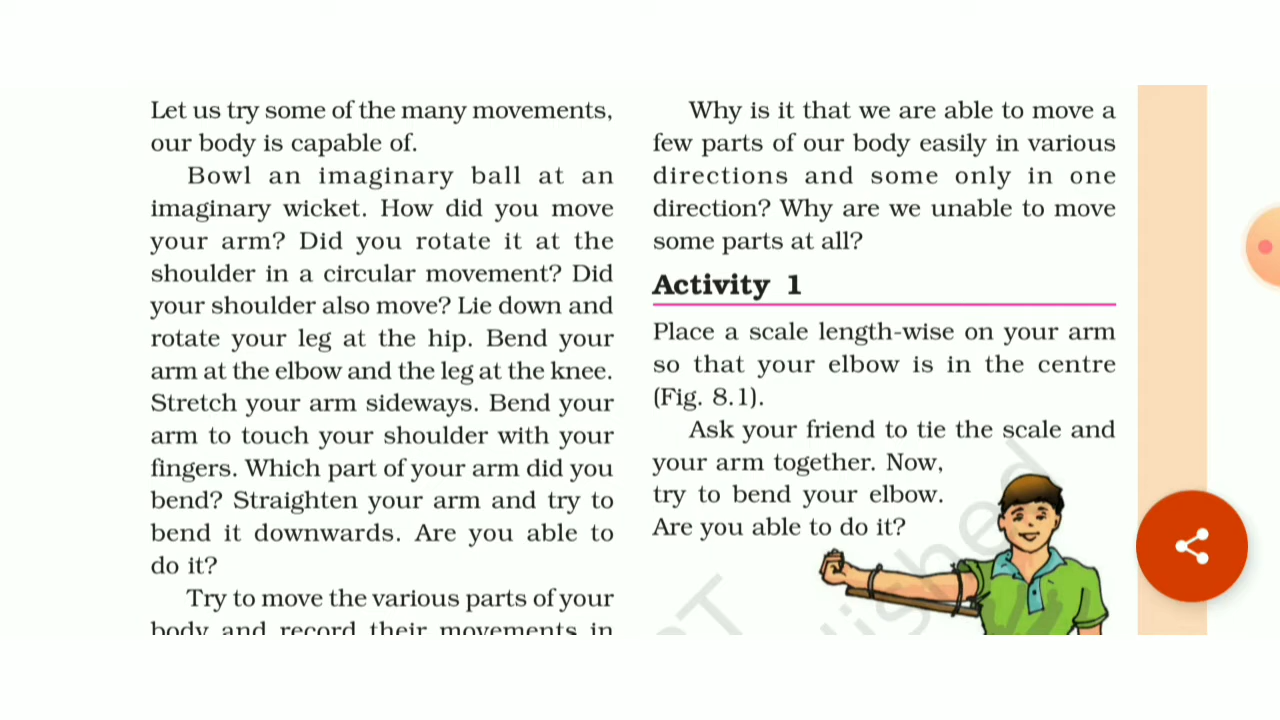 Let us try some of the many movements,
our body is capable of.
Bowl an imaginary ball at an
imaginary wicket. How did you move
your arm? Did you rotate it at the
shoulder in a circular movement? Did
your shoulder also move? Lie down and
rotate your leg at the hip. Bend your
arm at the elbow and the leg at the knee.
Stretch your arm sideways. Bend your
arm to touch your shoulder with your
fingers. Which part of your arm did you
bend? Straighten your arm and try to
bend it downwards. Are you able to
do it?
Try to move the various parts of your
body and record their movements in
Why is it that we are able to move a
few parts of our body easily in various
directions and some only in one
direction? Why are we unable to move
some parts at all?
Activity 1
Place a scale length-wise on your arm
so that your elbow is in the centre
(Fig. 8.1).
Ask your friend to tie the scale and
your arm together. Now,
try to bend your elbow.
Are you able to do it?